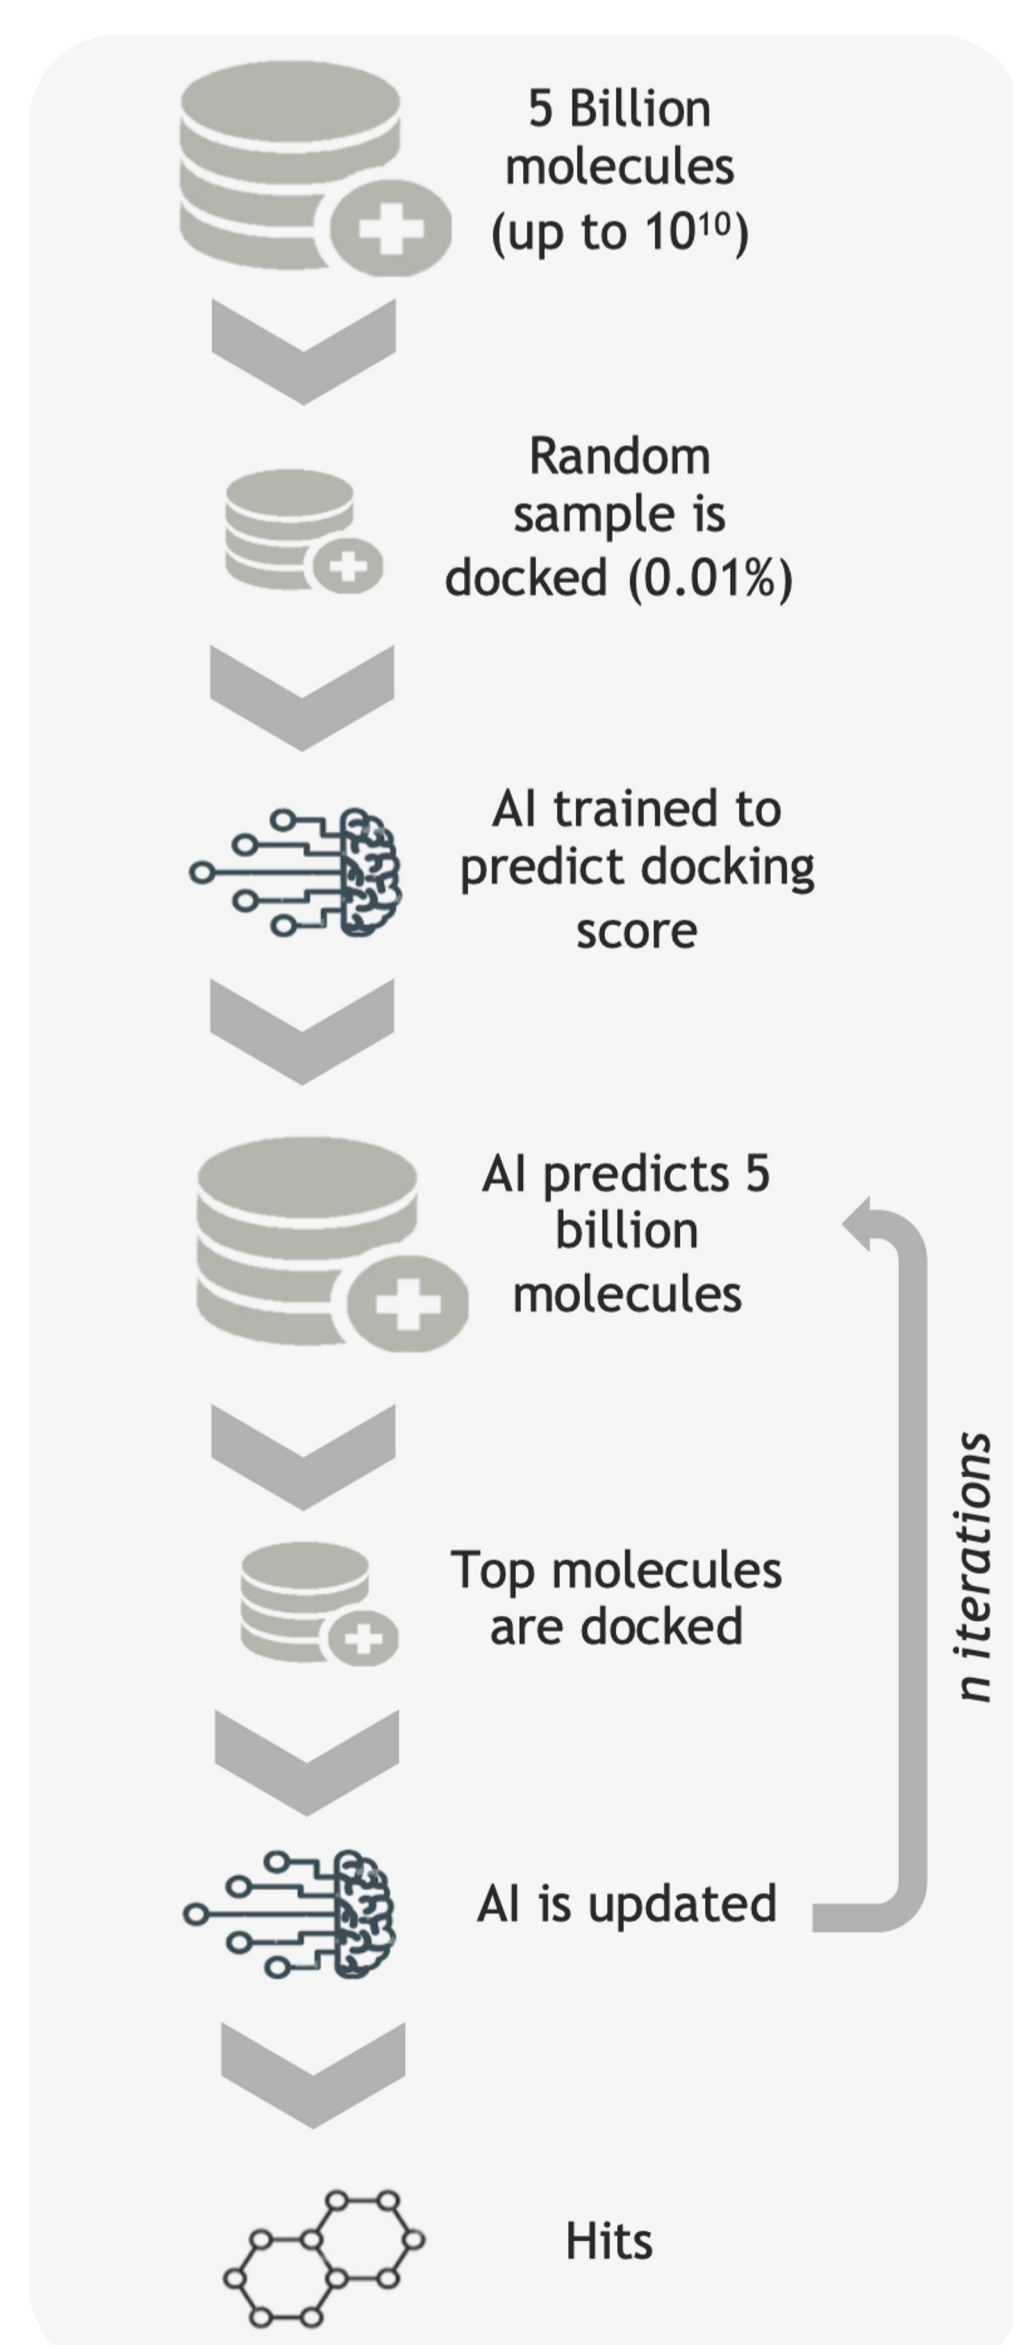 5 Billion
molecules
(up to 10¹⁰)
Random
sample is
docked (0.01%)
AI trained to
predict docking
score
AI predicts 5
billion
molecules
n iterations
Top molecules
are docked
AI is updated
Hits